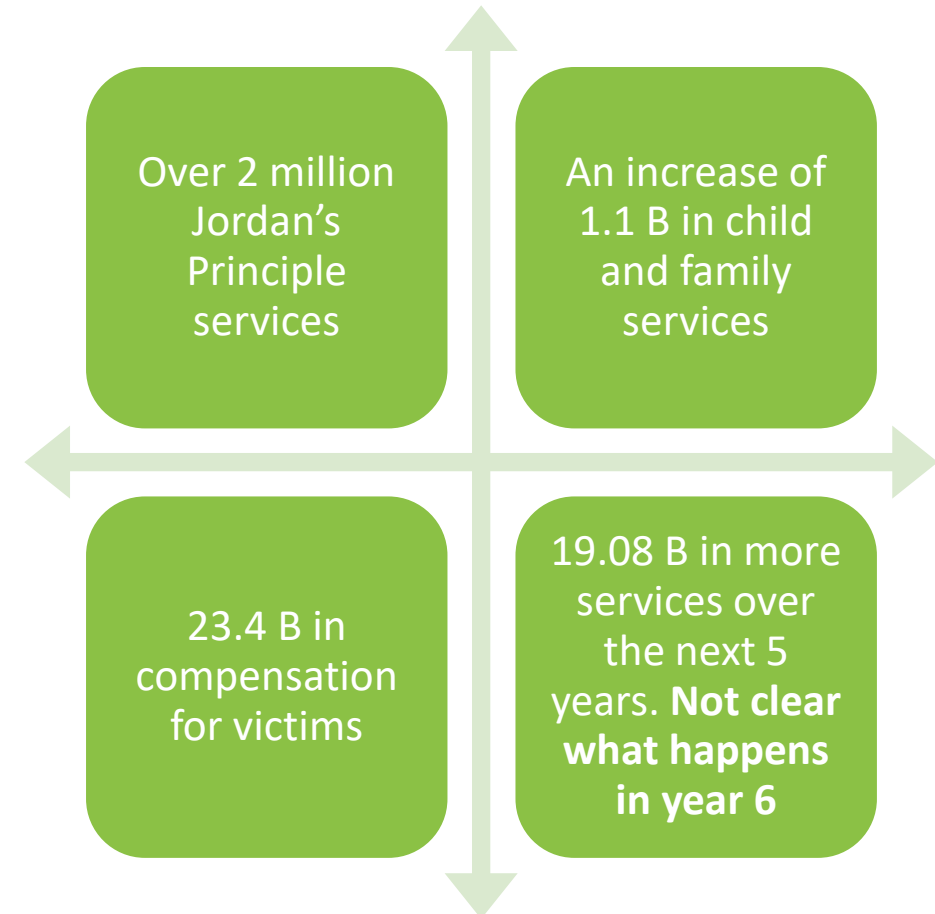 Over 2 million
Jordan’s
Principle
services
An increase of
1.1 B in child
and family
services
23.4 B in
compensation
for victims
19.08 B in more
services over
the next 5
years. Not clear
what happens
in year 6